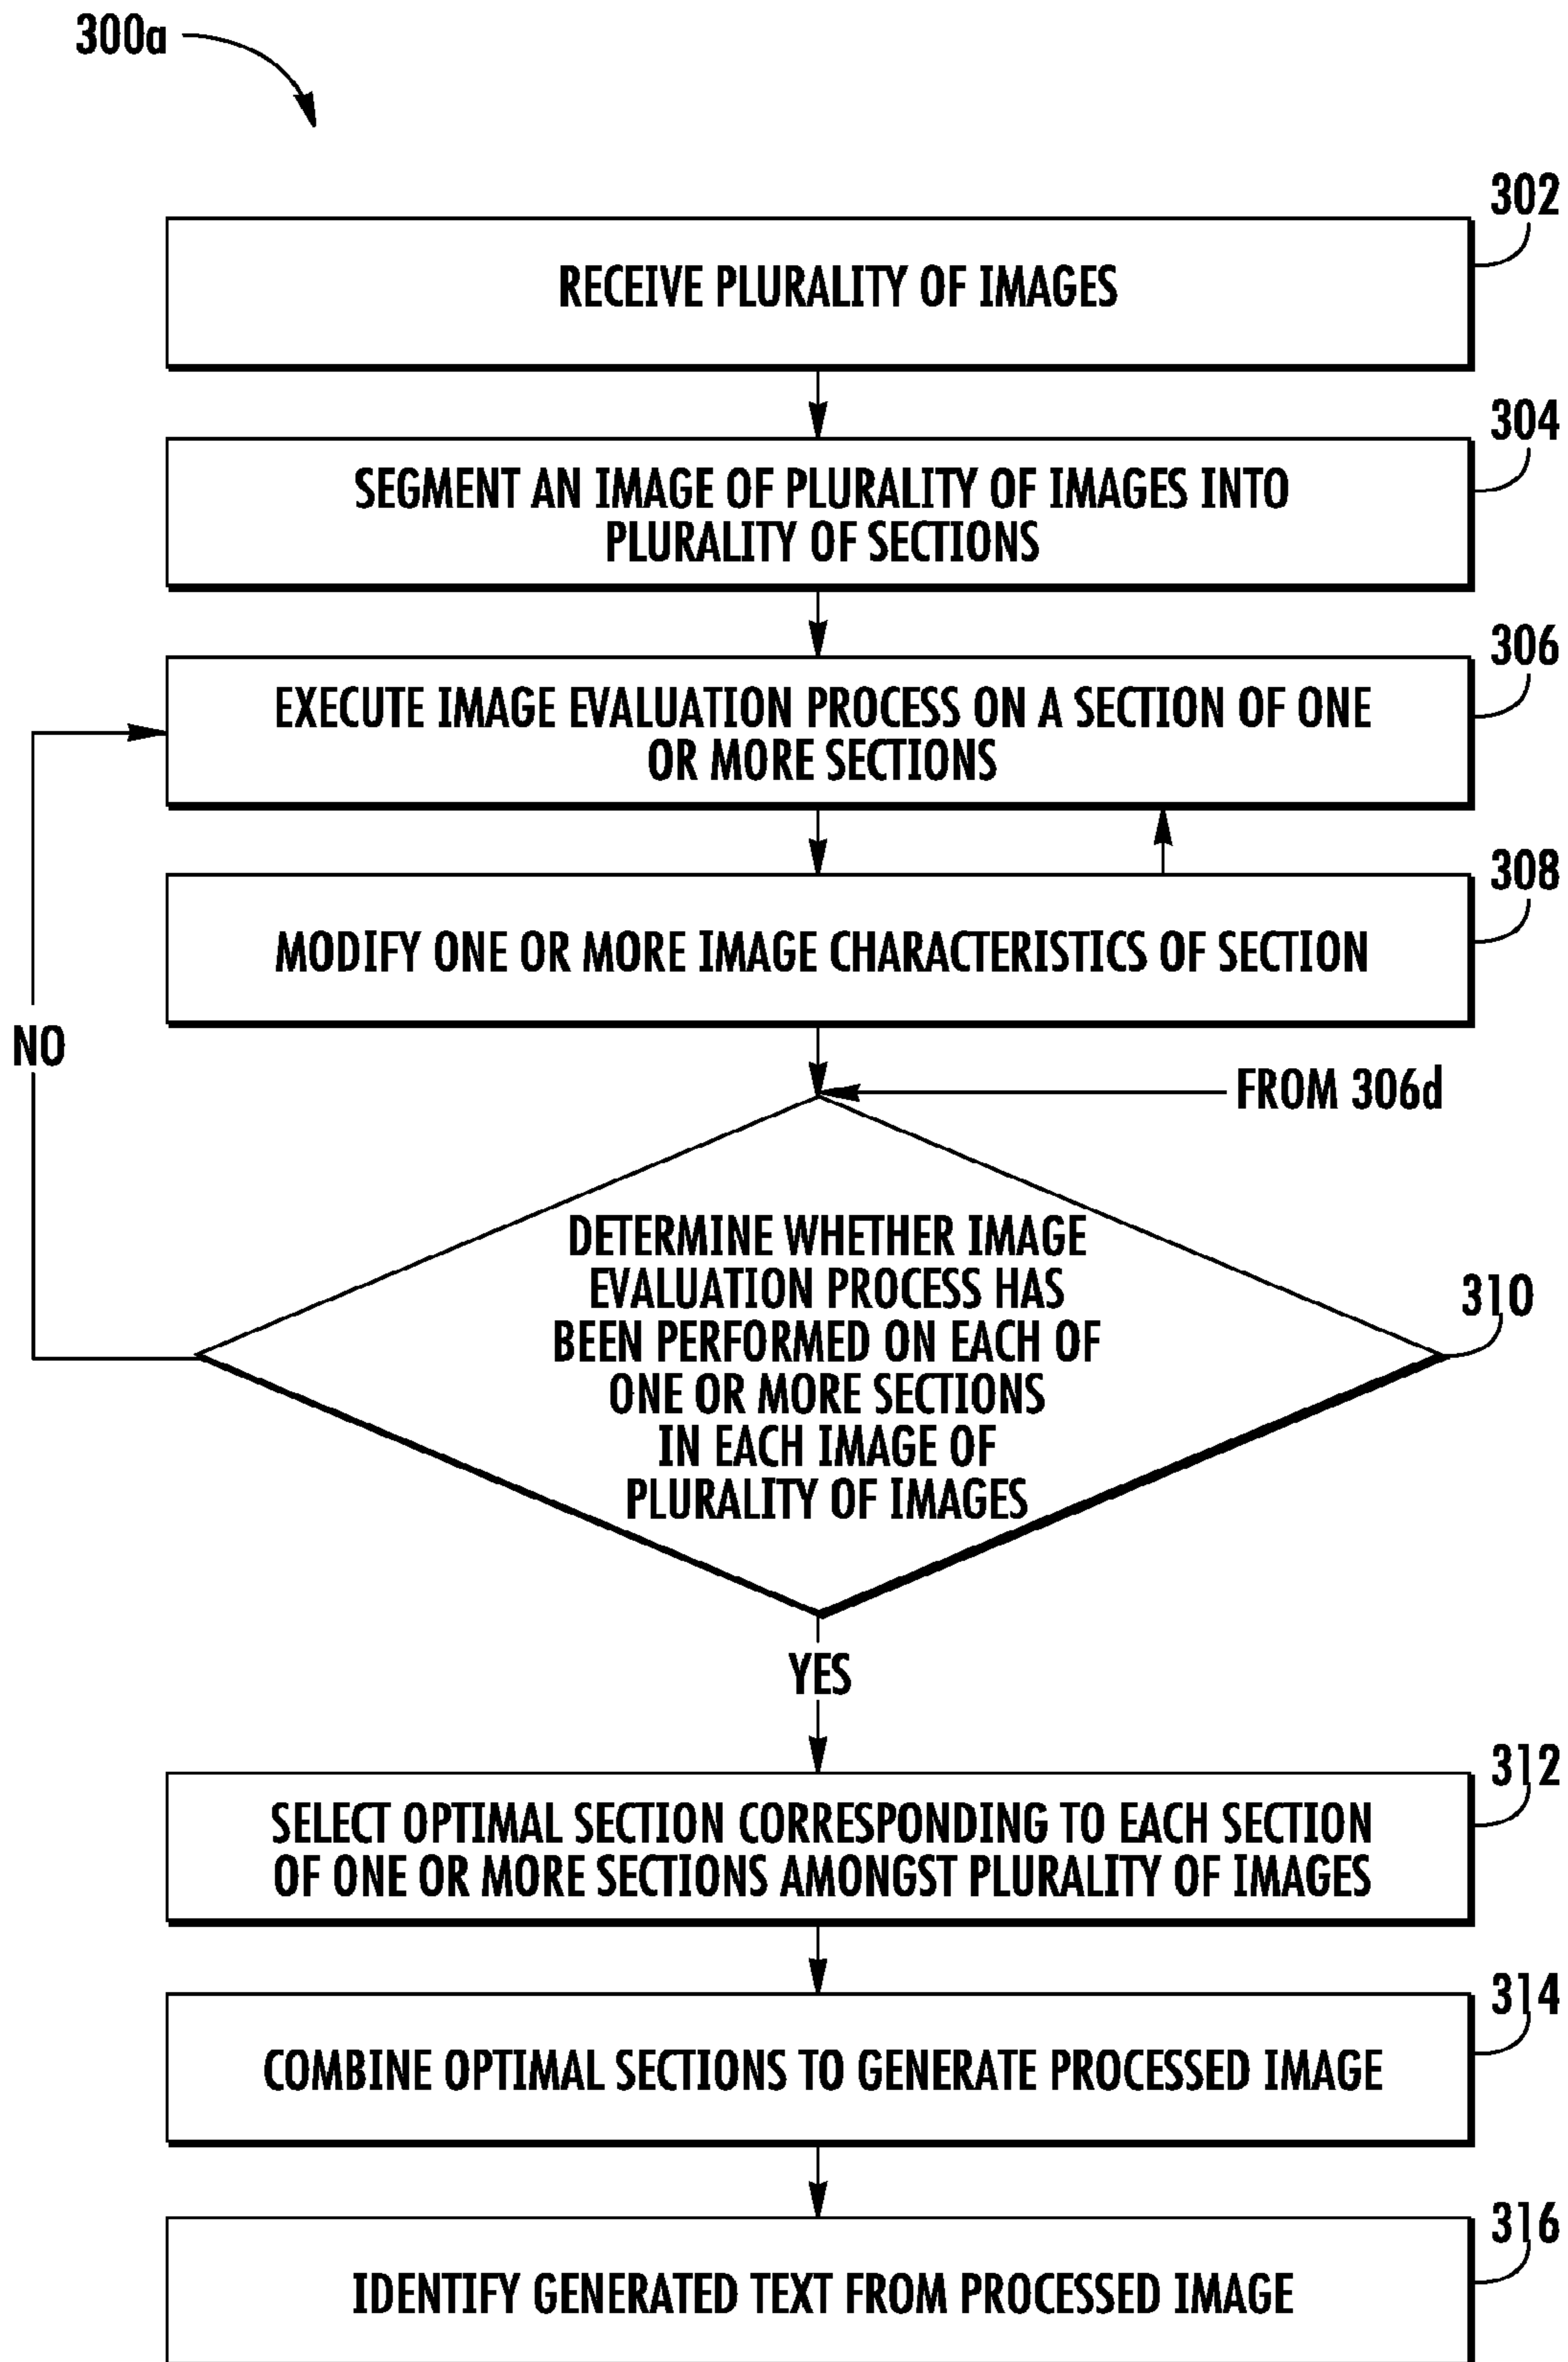 300a
302
RECEIVE PLURALITY OF IMAGES
304
SEGMENT AN IMAGE OF PLURALITY OF IMAGES INTO
PLURALITY OF SECTIONS
306
EXECUTE IMAGE EVALUATION PROCESS ON A SECTION OF ONE
OR MORE SECTIONS
308
MODIFY ONE OR MORE IMAGE CHARACTERISTICS OF SECTION
NO
FROM 306d
DETERMINE WHETHER IMAGE
EVALUATION PROCESS HAS
BEEN PERFORMED ON EACH OF
ONE OR MORE SECTIONS
IN EACH IMAGE OF
PLURALITY OF IMAGES
310
YES
312
SELECT OPTIMAL SECTION CORRESPONDING TO EACH SECTION
OF ONE OR MORE SECTIONS AMONGST PLURALITY OF IMAGES
314
COMBINE OPTIMAL SECTIONS TO GENERATE PROCESSED IMAGE
316
IDENTIFY GENERATED TEXT FROM PROCESSED IMAGE